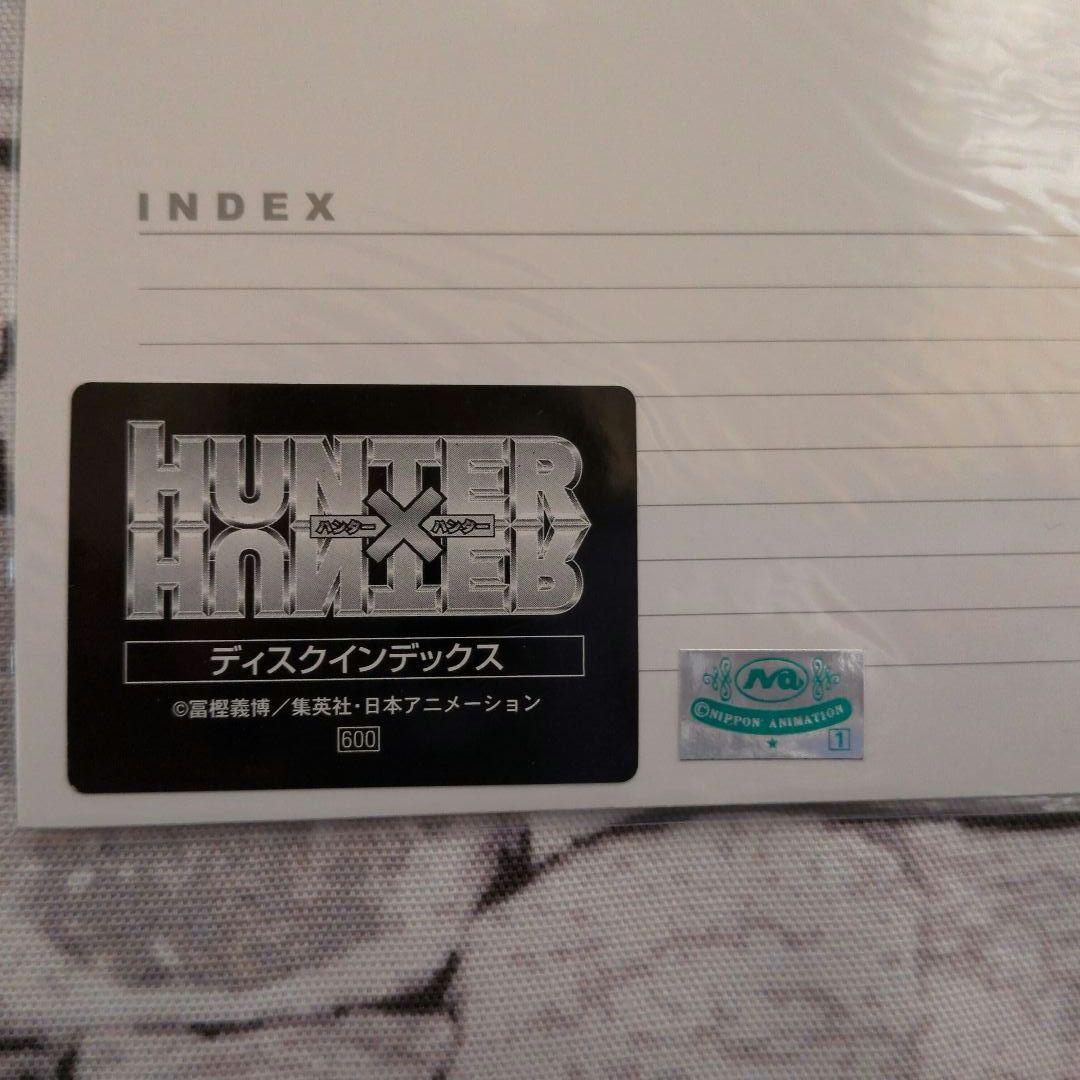 INDEX
HUNTER
ハンター×ハンター
HUNTER
ディスクインデックス
©冨樫義博／集英社・日本アニメーション
600
Na
©NIPPON ANIMATION
1